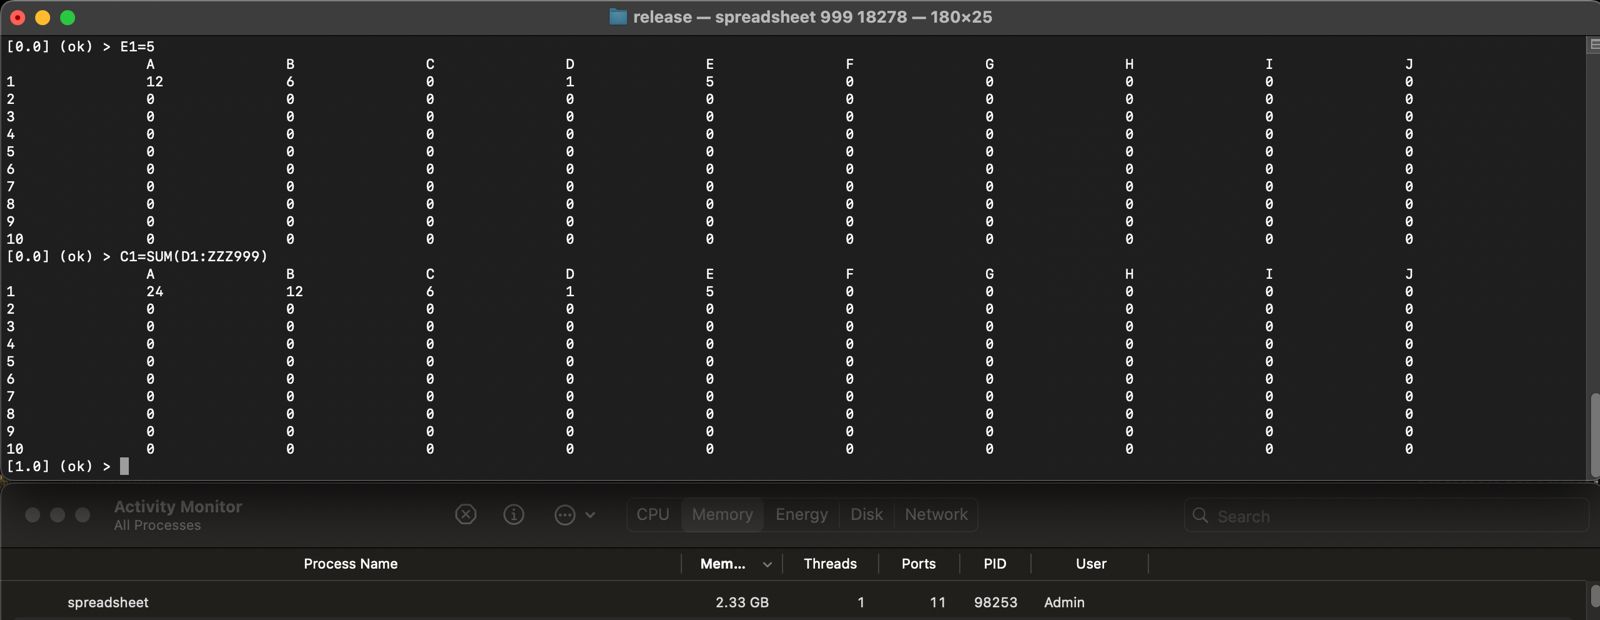 release — spreadsheet 999 18278 — 180×25
[0.0] (ok) > E1=5
A B C D E F G H I J
1 12 6 0 1 5 0 0 0 0 0
2 0 0 0 0 0 0 0 0 0 0
3 0 0 0 0 0 0 0 0 0 0
4 0 0 0 0 0 0 0 0 0 0
5 0 0 0 0 0 0 0 0 0 0
6 0 0 0 0 0 0 0 0 0 0
7 0 0 0 0 0 0 0 0 0 0
8 0 0 0 0 0 0 0 0 0 0
9 0 0 0 0 0 0 0 0 0 0
10 0 0 0 0 0 0 0 0 0 0
[0.0] (ok) > C1=SUM(D1:ZZZ999)
A B C D E F G H I J
1 24 12 6 1 5 0 0 0 0 0
2 0 0 0 0 0 0 0 0 0 0
3 0 0 0 0 0 0 0 0 0 0
4 0 0 0 0 0 0 0 0 0 0
5 0 0 0 0 0 0 0 0 0 0
6 0 0 0 0 0 0 0 0 0 0
7 0 0 0 0 0 0 0 0 0 0
8 0 0 0 0 0 0 0 0 0 0
9 0 0 0 0 0 0 0 0 0 0
10 0 0 0 0 0 0 0 0 0 0
[1.0] (ok) >
Activity Monitor
All Processes
CPU Memory Energy Disk Network
Search
Process Name Mem... Threads Ports PID User
spreadsheet 2.33 GB 1 11 98253 Admin